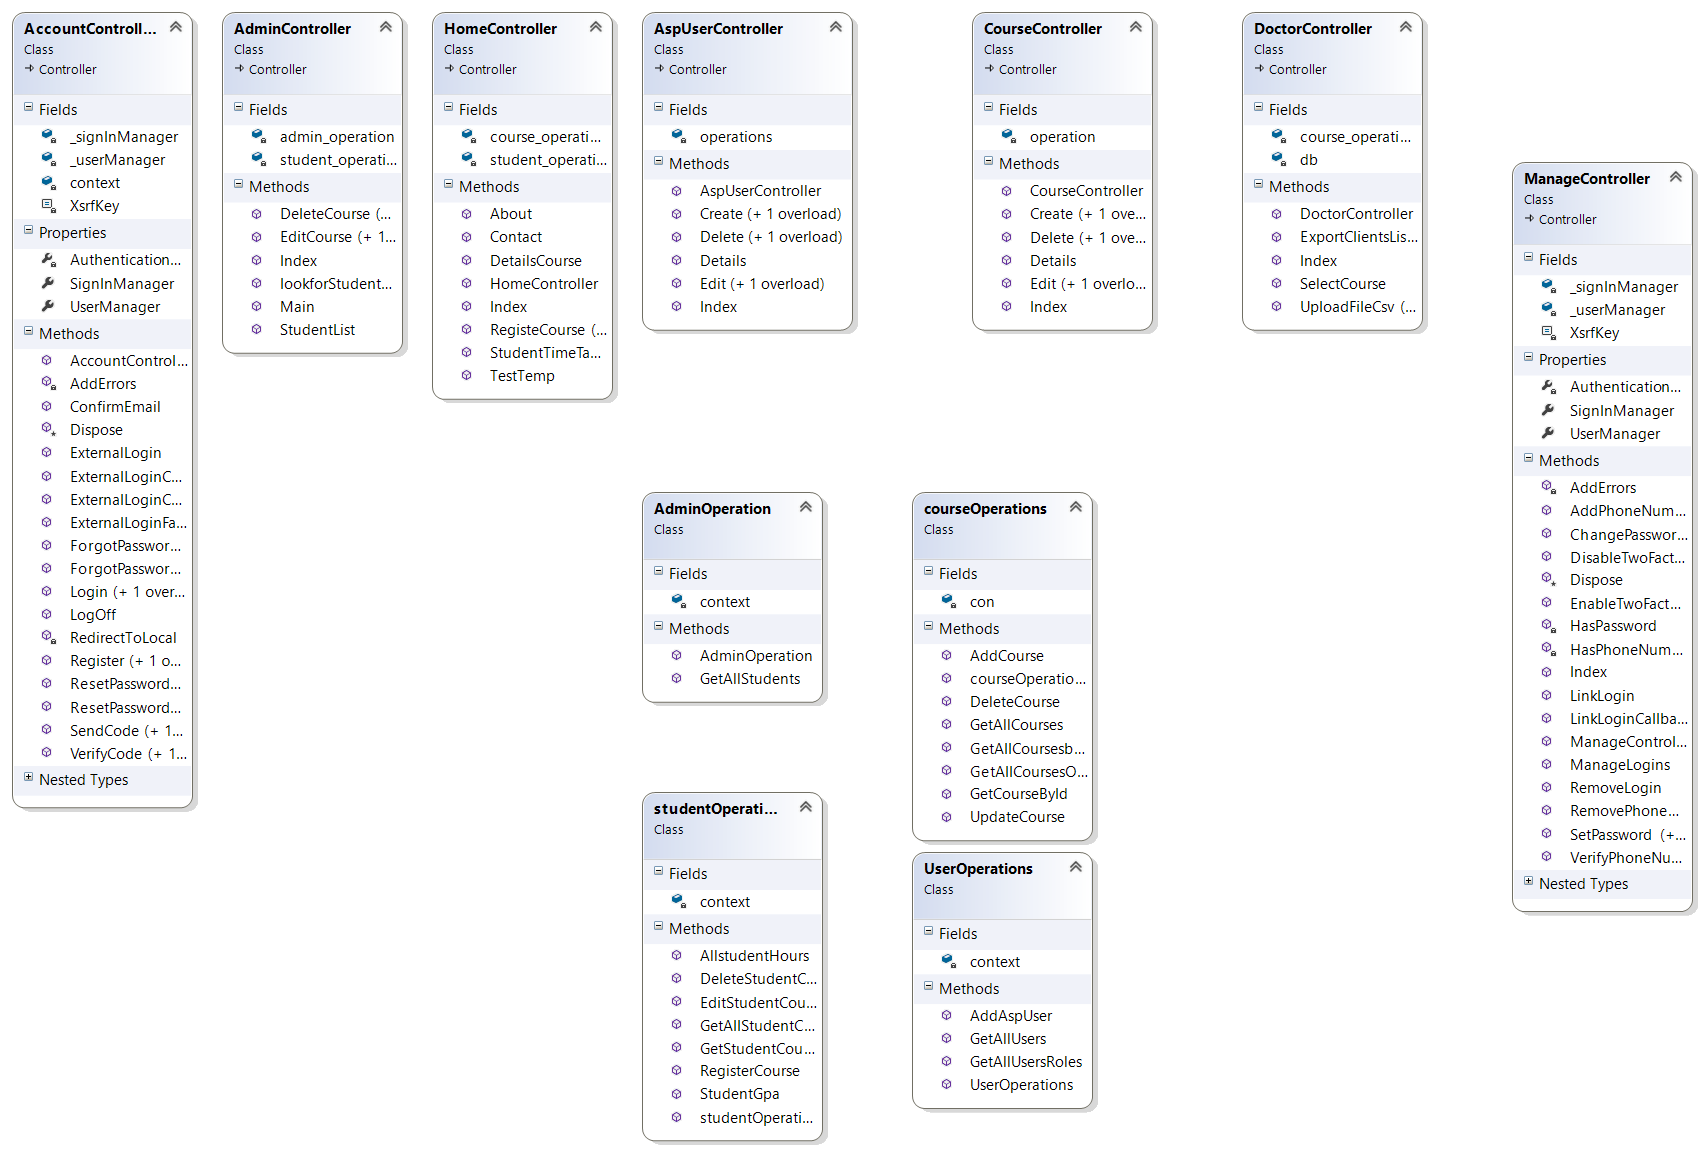 AccountControll...
Class
Controller
Fields
_signInManager
_userManager
context
XsrfKey
Properties
Authentication...
SignInManager
UserManager
Methods
AccountControl...
AddErrors
ConfirmEmail
Dispose
ExternalLogin
ExternalLoginC...
ExternalLoginC...
ExternalLoginFa...
ForgotPasswor...
ForgotPasswor...
Login (+ 1 over...
LogOff
RedirectToLocal
Register (+ 1 o...
ResetPassword...
ResetPassword...
SendCode (+ 1...
VerifyCode (+ 1...
Nested Types
AdminController
Class
Controller
Fields
admin_operation
student_operati...
Methods
DeleteCourse (...
EditCourse (+ 1...
Index
lookforStudent...
Main
StudentList
HomeController
Class
Controller
Fields
course_operati...
student_operati...
Methods
About
Contact
DetailsCourse
HomeController
Index
RegisteCourse (...
StudentTimeTa...
TestTemp
AspUserController
Class
Controller
Fields
operations
Methods
AspUserController
Create (+ 1 overload)
Delete (+ 1 overload)
Details
Edit (+ 1 overload)
Index
CourseController
Class
Controller
Fields
operation
Methods
CourseController
Create (+ 1 ove...
Delete (+ 1 ove...
Details
Edit (+ 1 overlo...
Index
DoctorController
Class
Controller
Fields
course_operati...
db
Methods
DoctorController
ExportClientsLis...
Index
SelectCourse
UploadFileCsv (...
ManageController
Class
Controller
Fields
_signInManager
_userManager
XsrfKey
Properties
Authentication...
SignInManager
UserManager
Methods
AddErrors
AddPhoneNum...
ChangePasswor...
DisableTwoFact...
Dispose
EnableTwoFact...
HasPassword
HasPhoneNum...
Index
LinkLogin
LinkLoginCallba...
ManageControl...
ManageLogins
RemoveLogin
RemovePhone...
SetPassword (+...
VerifyPhoneNu...
Nested Types
AdminOperation
Class
Fields
context
Methods
AdminOperation
GetAllStudents
courseOperations
Class
Fields
con
Methods
AddCourse
courseOperatio...
DeleteCourse
GetAllCourses
GetAllCoursesb...
GetAllCoursesO...
GetCourseById
UpdateCourse
studentOperati...
Class
Fields
context
Methods
AllstudentHours
DeleteStudentC...
EditStudentCou...
GetAllStudentC...
GetStudentCou...
RegisterCourse
StudentGpa
studentOperati...
UserOperations
Class
Fields
context
Methods
AddAspUser
GetAllUsers
GetAllUsersRoles
UserOperations